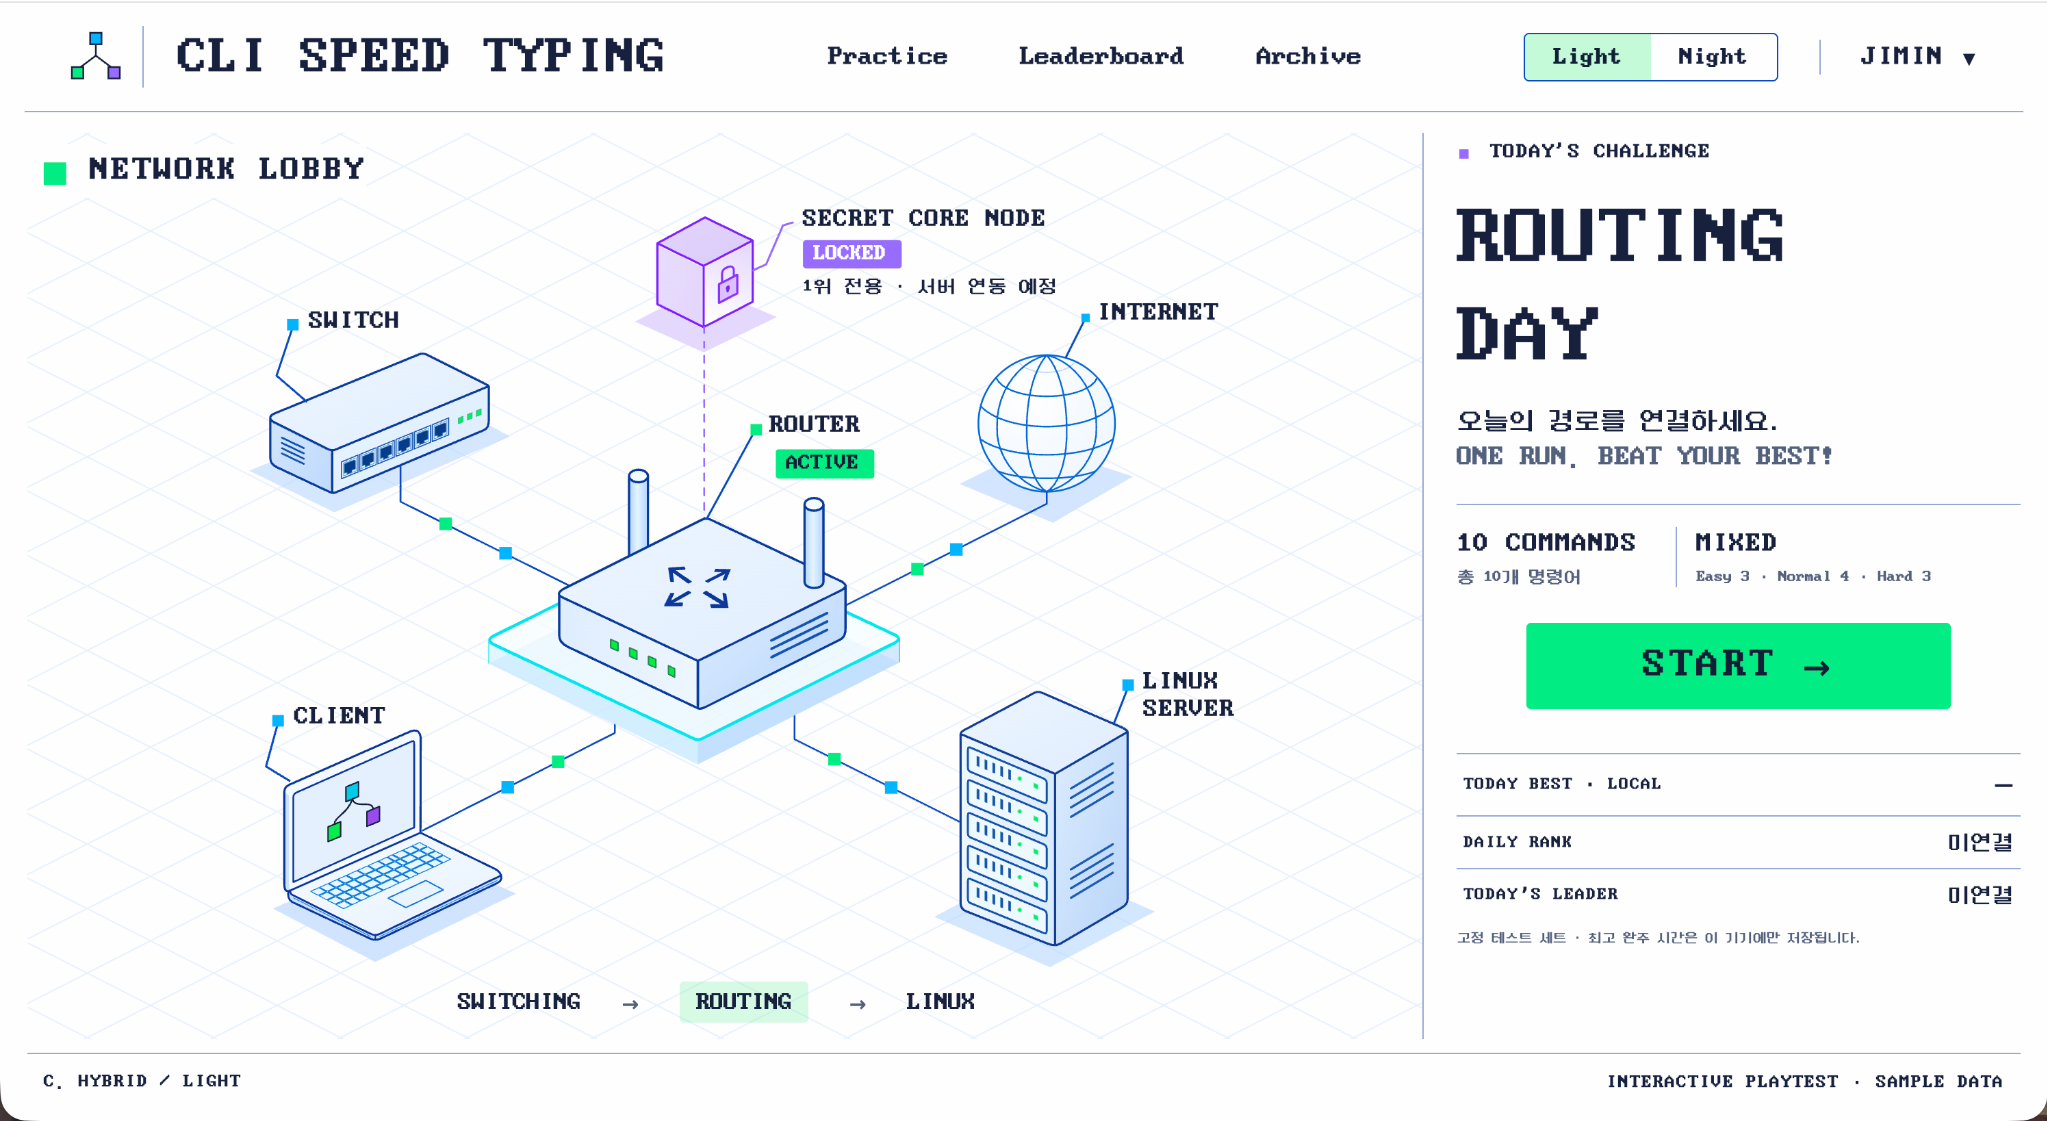 CLI SPEED TYPING
Practice
Leaderboard
Archive
Light
Night
JIMIN ▼
NETWORK LOBBY
SECRET CORE NODE
LOCKED
1위 전용 · 서버 연동 예정
SWITCH
INTERNET
ROUTER
ACTIVE
CLIENT
LINUX
SERVER
SWITCHING → ROUTING → LINUX
TODAY'S CHALLENGE
ROUTING
DAY
오늘의 경로를 연결하세요.
ONE RUN. BEAT YOUR BEST!
10 COMMANDS
총 10개 명령어
MIXED
Easy 3 · Normal 4 · Hard 3
START →
TODAY BEST · LOCAL —
DAILY RANK 미연결
TODAY'S LEADER 미연결
고정 테스트 세트 · 최고 완주 시간은 이 기기에만 저장됩니다.
C. HYBRID / LIGHT
INTERACTIVE PLAYTEST · SAMPLE DATA